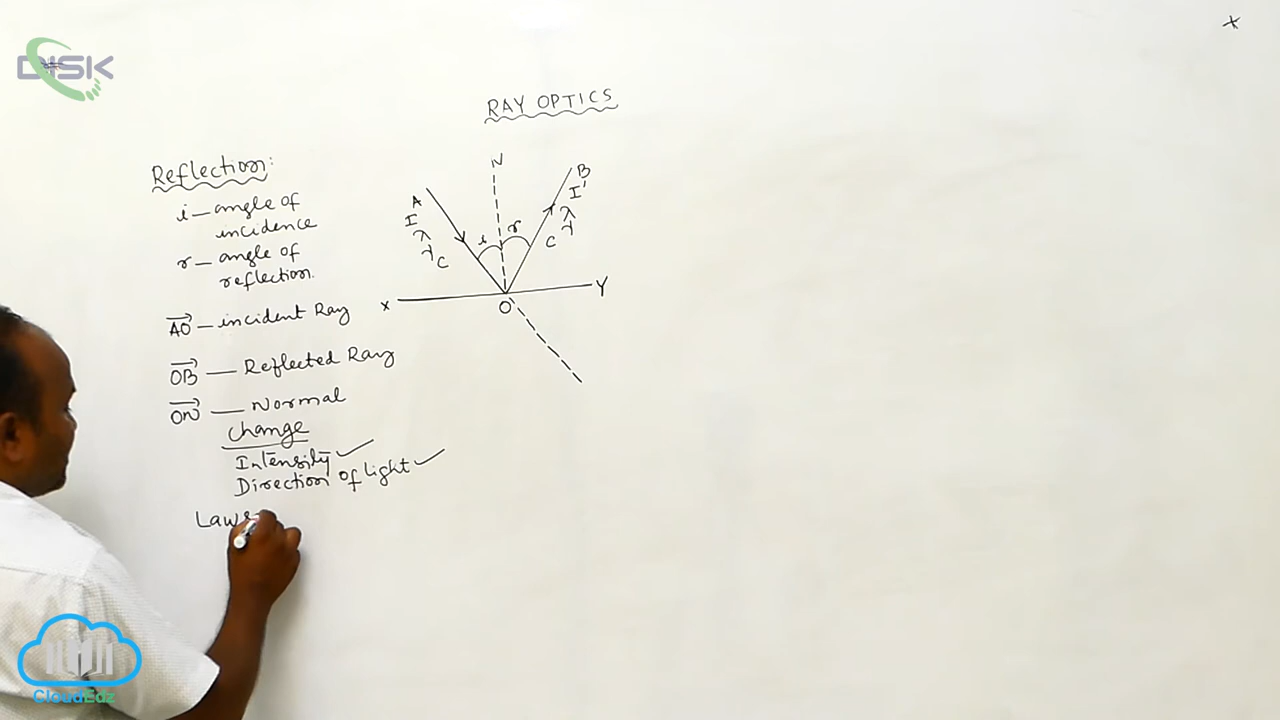 DISK
RAY OPTICS
Reflection:
i — angle of
incidence
r — angle of
reflection.
AO — incident Ray
OB — Reflected Ray
ON — Normal
Change
Intensity ✓
Direction of light ✓
Laws
N
A
I
λ
C
i
r
B
I'
λ
C
X
O
Y
CloudEdz